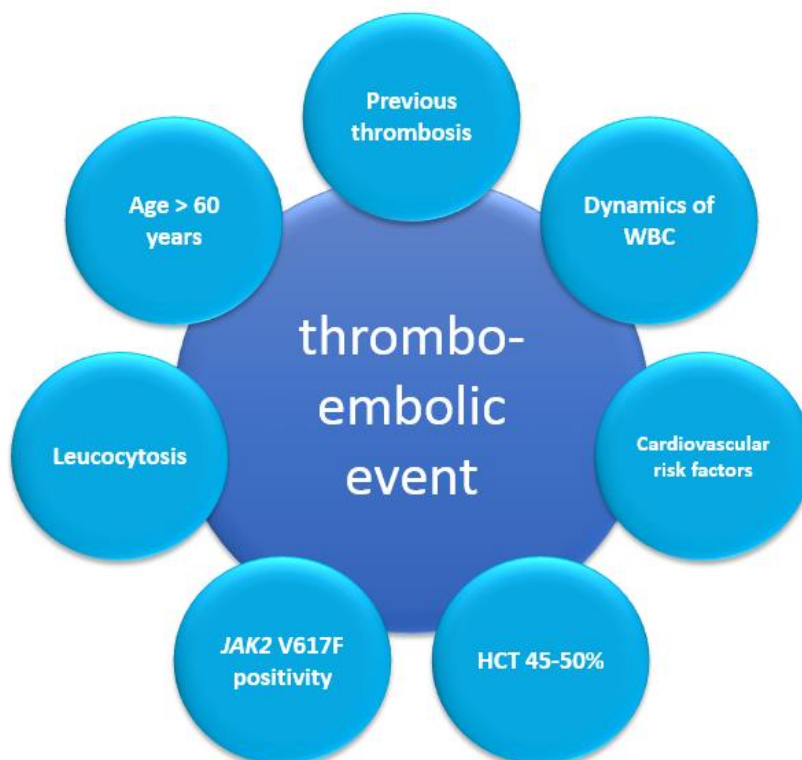 Previous
thrombosis
Age > 60
years
Dynamics of
WBC
thrombo-
embolic
event
Leucocytosis
Cardiovascular
risk factors
JAK2 V617F
positivity
HCT 45-50%